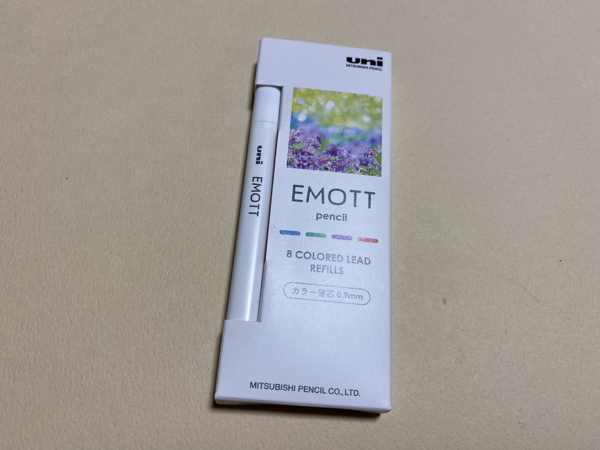 uni
MITSUBISHI PENCIL
uni EMOTT
EMOTT
pencil
8 COLORED LEAD
REFILLS
カラー替芯 0.9mm
MITSUBISHI PENCIL CO., LTD.